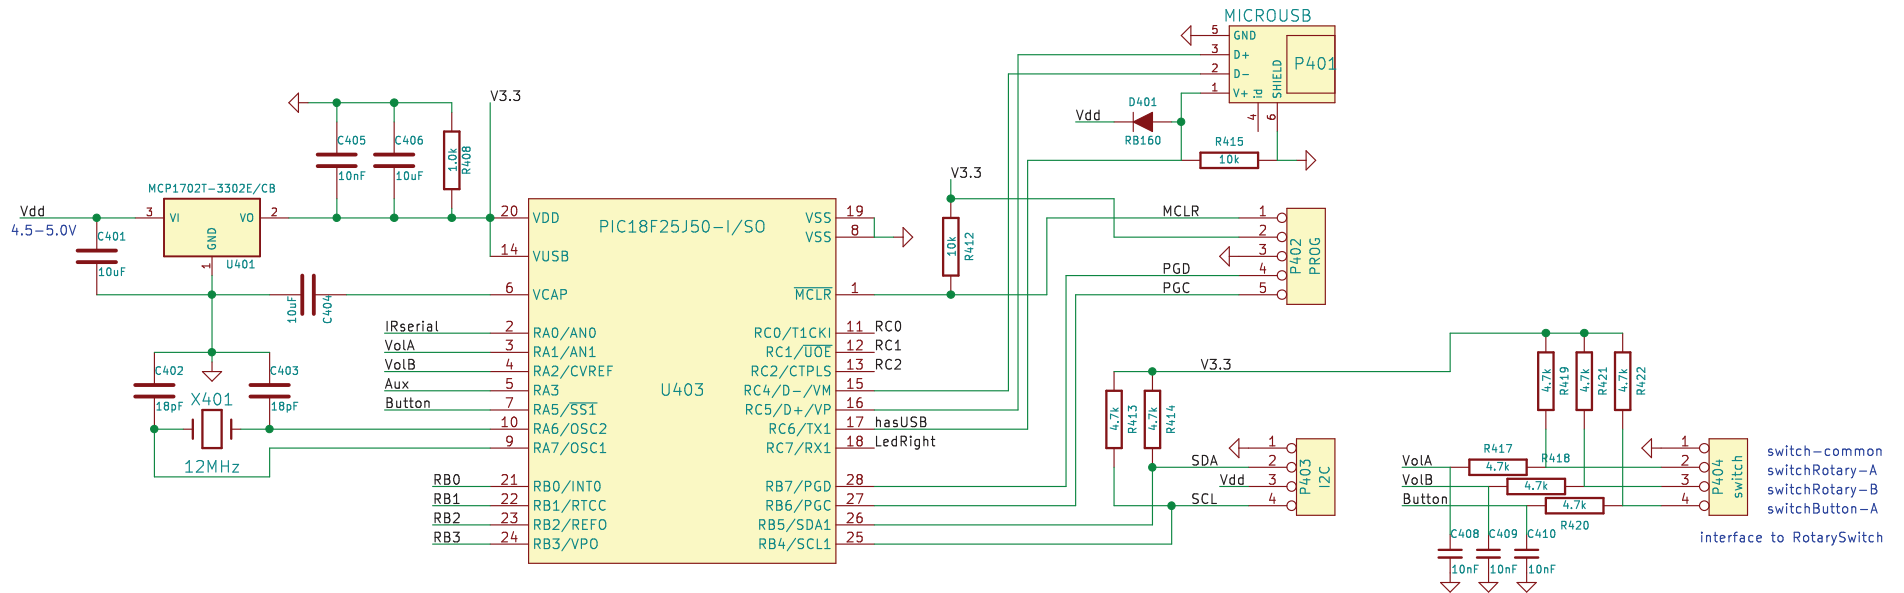 MICROUSB
5 GND
3 D+
2 D-
1 V+
id
SHIELD
4
6
P401
Vdd
D401
RB160
R415
10k
V3.3
C405
10nF
C406
10uF
1.0k
R408
MCP1702T-3302E/CB
Vdd
4.5-5.0V
3 VI
VO 2
GND
1
U401
C401
10uF
10uF
C404
C402
18pF
C403
18pF
X401
12MHz
PIC18F25J50-I/SO
U403
20 VDD
14 VUSB
6 VCAP
IRserial 2 RA0/AN0
VolA 3 RA1/AN1
VolB 4 RA2/CVREF
Aux 5 RA3
Button 7 RA5/SS1
10 RA6/OSC2
9 RA7/OSC1
RB0 21 RB0/INT0
RB1 22 RB1/RTCC
RB2 23 RB2/REFO
RB3 24 RB3/VPO
VSS 19
VSS 8
MCLR 1
RC0/T1CKI 11 RC0
RC1/UOE 12 RC1
RC2/CTPLS 13 RC2
RC4/D-/VM 15
RC5/D+/VP 16
RC6/TX1 17 hasUSB
RC7/RX1 18 LedRight
RB7/PGD 28
RB6/PGC 27
RB5/SDA1 26
RB4/SCL1 25
V3.3
10k
R412
MCLR 1
2
3
PGD 4
PGC 5
P402
PROG
V3.3
4.7k
R413
4.7k
R414
1
SDA 2
Vdd 3
SCL 4
P403
I2C
4.7k
R419
4.7k
R421
4.7k
R422
VolA
R417
4.7k
VolB
R418
4.7k
Button
4.7k
R420
1
2
3
4
P404
switch
switch-common
switchRotary-A
switchRotary-B
switchButton-A
interface to RotarySwitch
C408
10nF
C409
10nF
C410
10nF